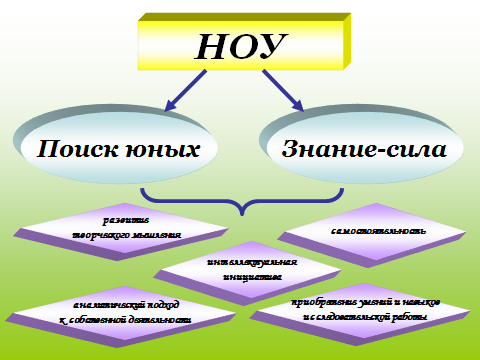 НОУ
Поиск юных
Знание-сила
развитие
творческого мышления
самостоятельность
интеллектуальная
инициатива
аналитический подход
к собственной деятельности
приобретение умений и навыков
исследовательской работы